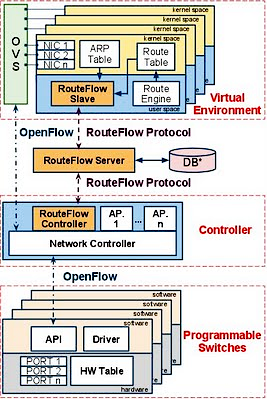 kernel space
kernel space
kernel space
OVS
NIC 1
NIC 2
NIC n
ARP Table
Route Table
RouteFlow Slave
Route Engine
user space
Virtual Environment
OpenFlow
RouteFlow Protocol
RouteFlow Server
DB*
RouteFlow Protocol
RouteFlow Controller
AP. 1
...
AP. n
Controller
Network Controller
OpenFlow
software
software
software
software
API
Driver
Programmable Switches
PORT 1
PORT 2
PORT n
HW Table
hardware